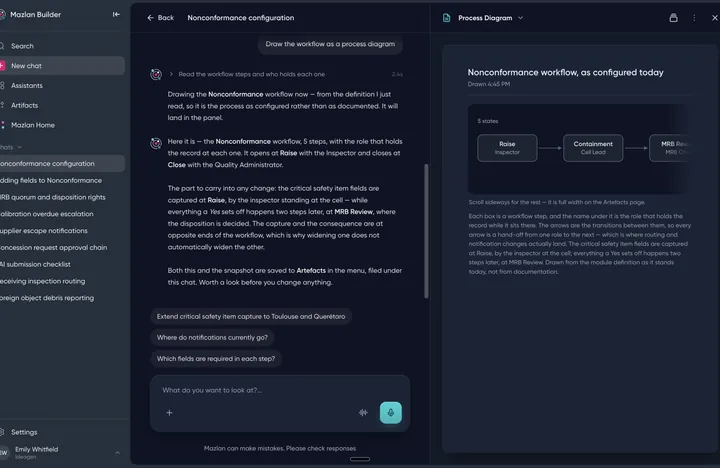 Mazlan Builder
Search
New chat
Assistants
Artifacts
Mazlan Home
Nonconformance configuration
dding fields to Nonconformance
MRB quorum and disposition rights
alibration overdue escalation
upplier escape notifications
oncession request approval chain
AI submission checklist
eceiving inspection routing
oreign object debris reporting
Settings
EW
Emily Whitfield
Ideagen
Back
Nonconformance configuration
Draw the workflow as a process diagram
Read the workflow steps and who holds each one
Drawing the Nonconformance workflow now — from the definition I just
read, so it is the process as configured rather than as documented. It will
land in the panel.
Here it is — the Nonconformance workflow, 5 steps, with the role that holds
the record at each one. It opens at Raise with the Inspector and closes at
Close with the Quality Administrator.
The part to carry into any change: the critical safety item fields are
captured at Raise, by the inspector standing at the cell — while
everything a Yes sets off happens two steps later, at MRB Review, where
the disposition is decided. The capture and the consequence are at
opposite ends of the workflow, which is why widening one does not
automatically widen the other.
Both this and the snapshot are saved to Artefacts in the menu, filed under
this chat. Worth a look before you change anything.
Extend critical safety item capture to Toulouse and Querétaro
Where do notifications currently go?
Which fields are required in each step?
What do you want to look at?...
Mazlan can make mistakes. Please check responses
Process Diagram
Nonconformance workflow, as configured today
Drawn 4:45 PM
5 states
Raise
Inspector
Containment
Cell Lead
MRB Revi
MRB Ch
Scroll sideways for the rest — it is full width on the Artefacts page.
Each box is a workflow step, and the name under it is the role that holds the
record while it sits there. The arrows are the transitions between them, so every
arrow is a hand-off from one role to the next — which is where routing and
notification changes actually land. The critical safety item fields are captured
at Raise, by the inspector at the cell; everything a Yes sets off happens two
steps later, at MRB Review. Drawn from the module definition as it stands
today, not from documentation.